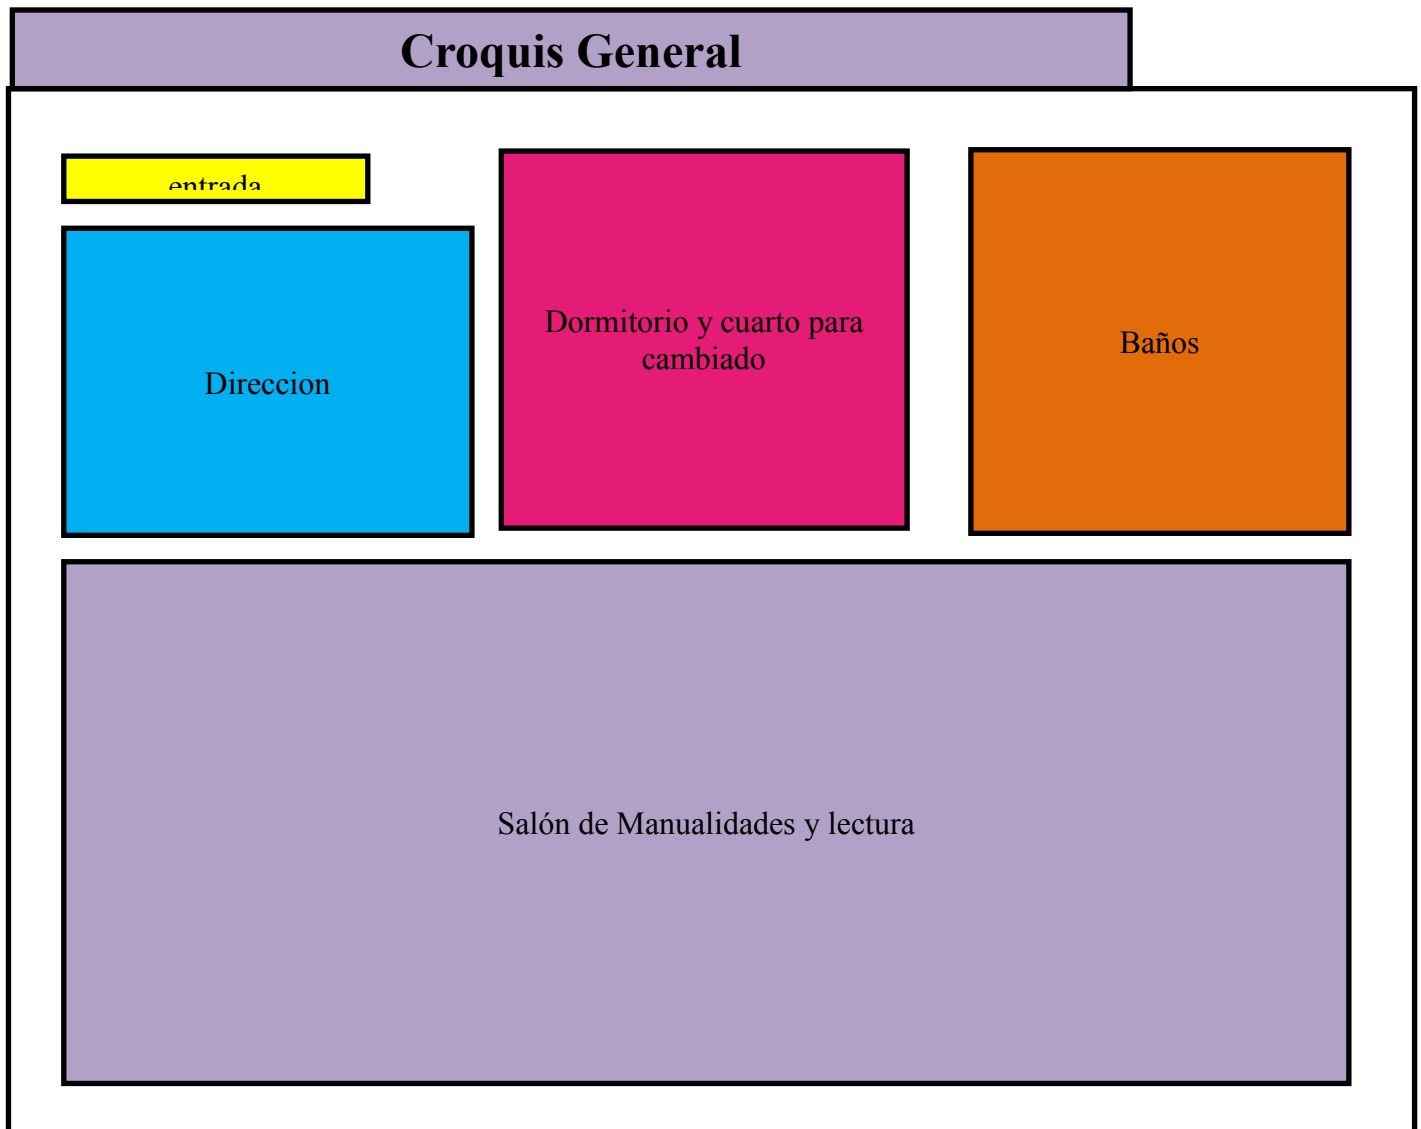 Croquis General
entrada
Direccion
Dormitorio y cuarto para
cambiado
Baños
Salón de Manualidades y lectura